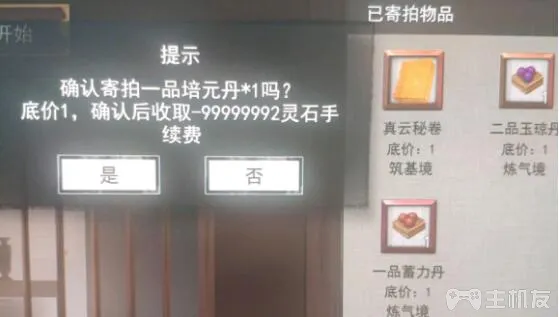 开始
提示
确认寄拍一品培元丹*1吗?
底价1，确认后收取-99999992灵石手
续费
是
否
已寄拍物品
真云秘卷
底价：1
筑基境
二品玉琼丹
底价：1
炼气境
1
一品蓄力丹
底价：1
炼气境
主机友